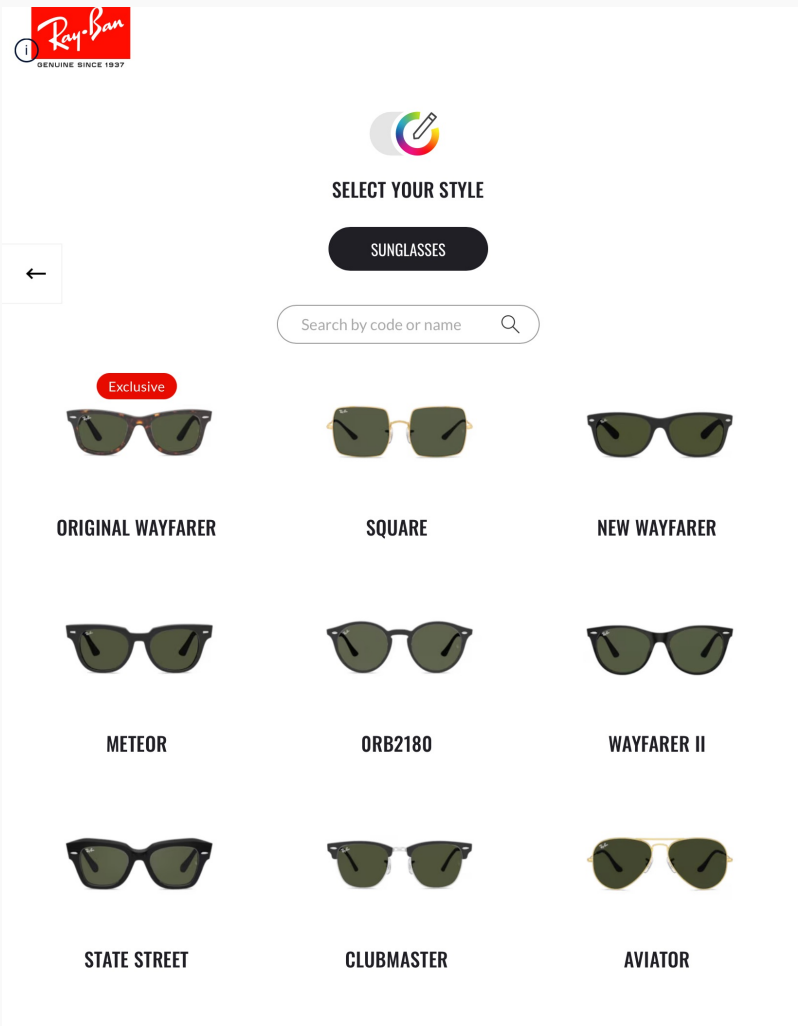 Ray-Ban
i
GENUINE SINCE 1937
SELECT YOUR STYLE
SUNGLASSES
Search by code or name
Exclusive
ORIGINAL WAYFARER
SQUARE
NEW WAYFARER
METEOR
0RB2180
WAYFARER II
STATE STREET
CLUBMASTER
AVIATOR